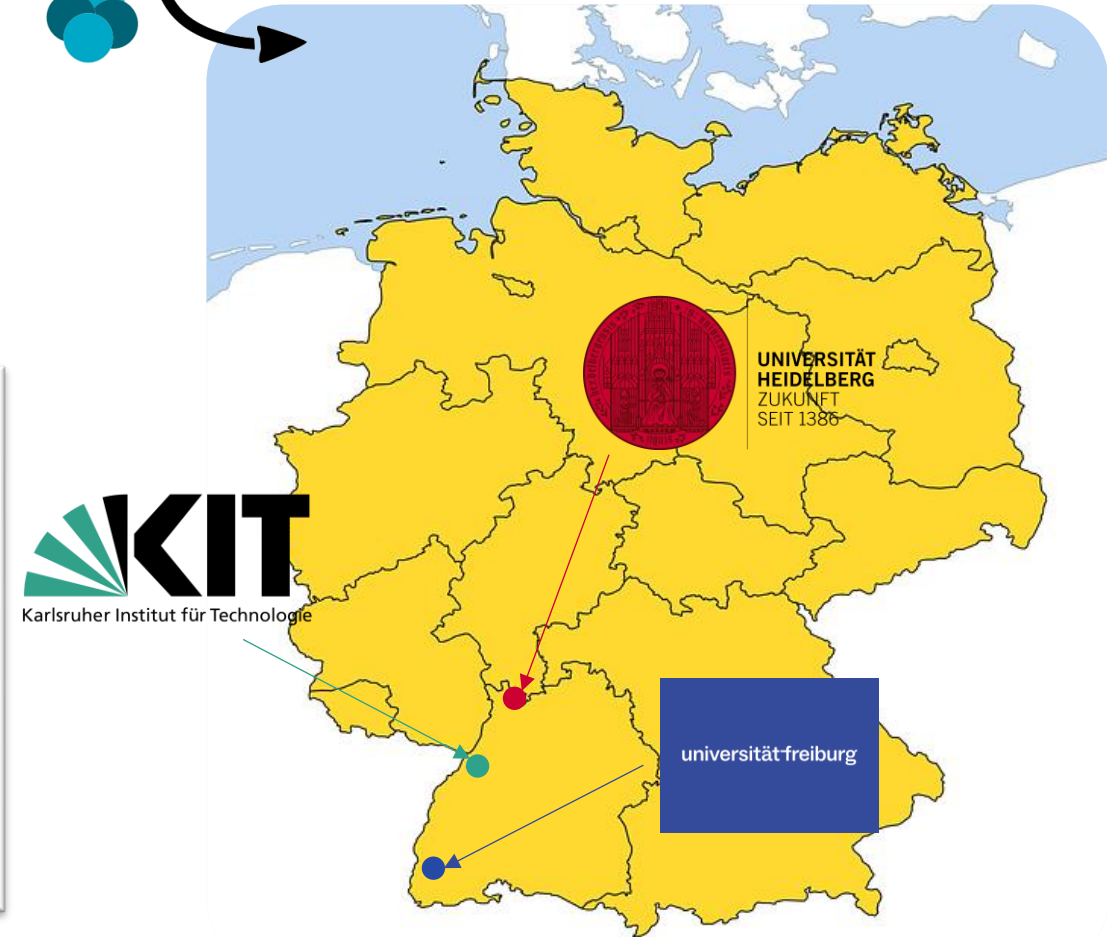 UNIVERSITÄT
HEIDELBERG
ZUKUNFT
SEIT 1386
KIT
Karlsruher Institut für Technologie
universität freiburg